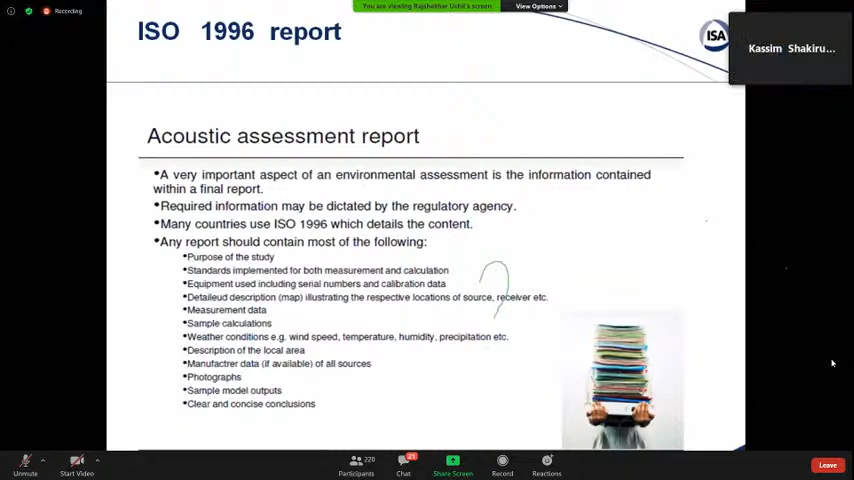 Recording
You are viewing Rajshekhar Uchil's screen
View Options
ISO 1996 report
ISA
Kassim Shakiru...
Acoustic assessment report
•A very important aspect of an environmental assessment is the information contained
within a final report.
•Required information may be dictated by the regulatory agency.
•Many countries use ISO 1996 which details the content.
•Any report should contain most of the following:
•Purpose of the study
•Standards implemented for both measurement and calculation
•Equipment used including serial numbers and calibration data
•Detaileud description (map) illustrating the respective locations of source, receiver etc.
•Measurement data
•Sample calculations
•Weather conditions e.g. wind speed, temperature, humidity, precipitation etc.
•Description of the local area
•Manufactrer data (if available) of all sources
•Photographs
•Sample model outputs
•Clear and concise conclusions
Unmute
Start Video
220
Participants
21
Chat
Share Screen
Record
Reactions
Leave